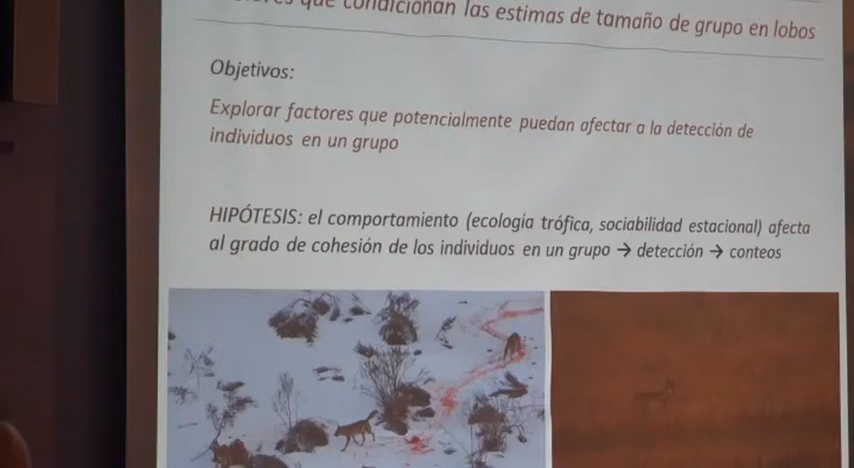 que condicionan las estimas de tamaño de grupo en lobos
Objetivos:
Explorar factores que potencialmente puedan afectar a la detección de
individuos en un grupo
HIPÓTESIS: el comportamiento (ecología trófica, sociabilidad estacional) afecta
al grado de cohesión de los individuos en un grupo → detección → conteos